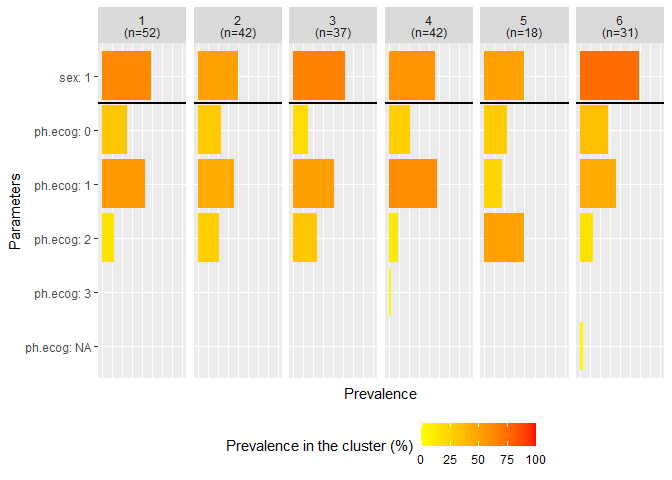 1 2 3 4 5 6
(n=52) (n=42) (n=37) (n=42) (n=18) (n=31)
sex: 1
ph.ecog: 0
ph.ecog: 1
ph.ecog: 2
ph.ecog: 3
ph.ecog: NA
Parameters
Prevalence
Prevalence in the cluster (%)
0 25 50 75 100